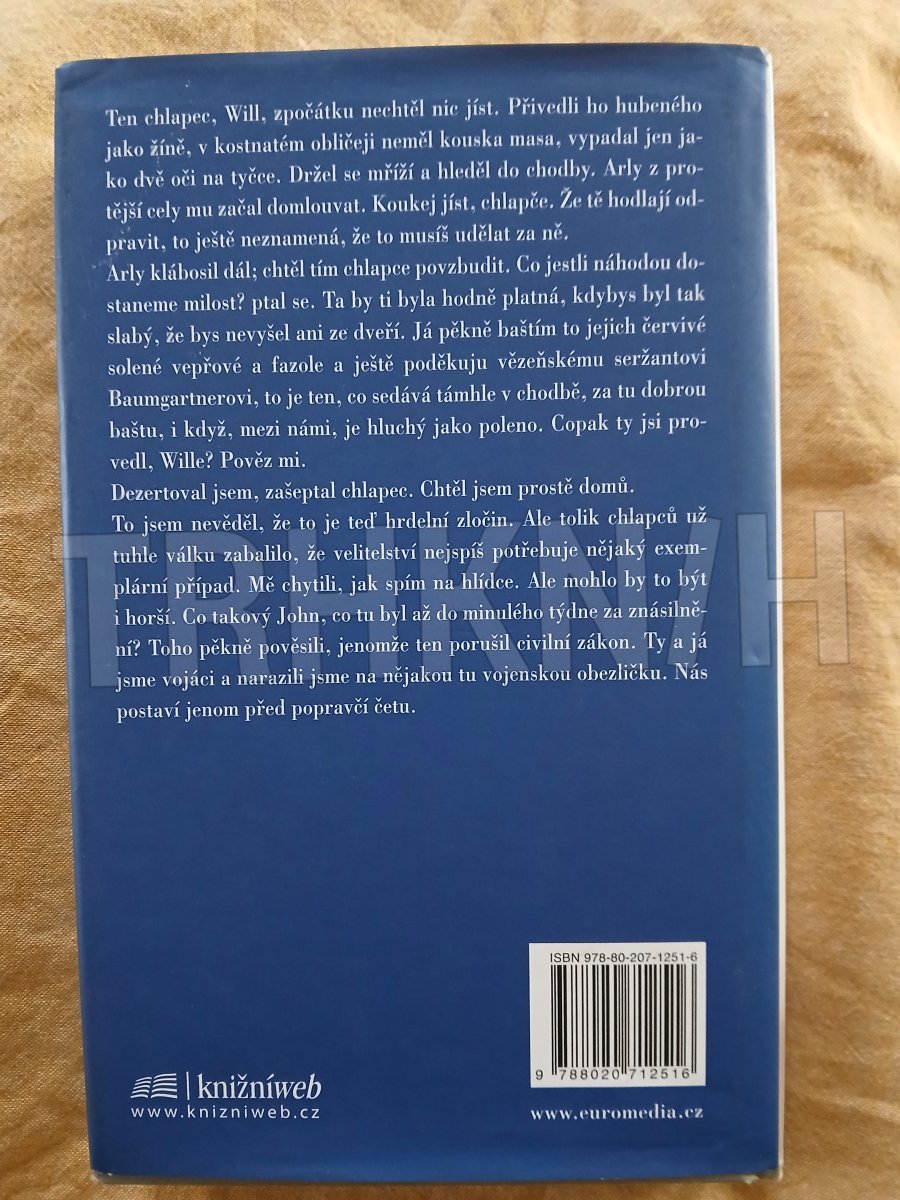 Ten chlapec, Will, zpočátku nechtěl nic jíst. Přivedli ho hubeného
jako žíně, v kostnatém obličeji neměl kouska masa, vypadal jen ja-
ko dvě oči na tyčce. Držel se mříží a hleděl do chodby. Arly z pro-
tější cely mu začal domlouvat. Koukej jíst, chlapče. Že tě hodlají od-
pravit, to ještě neznamená, že to musíš udělat za ně.
Arly klábosil dál; chtěl tím chlapce povzbudit. Co jestli náhodou do-
staneme milost? ptal se. Ta by ti byla hodně platná, kdybys byl tak
slabý, že bys nevyšel ani ze dveří. Já pěkně baštím to jejich červivé
solené vepřové a fazole a ještě poděkuju vězeňskému seržantovi
Baumgartnerovi, to je ten, co sedává támhle v chodbě, za tu dobrou
baštu, i když, mezi námi, je hluchý jako poleno. Copak ty jsi pro-
vedl, Wille? Pověz mi.
Dezertoval jsem, zašeptal chlapec. Chtěl jsem prostě domů.
To jsem nevěděl, že to je teď hrdelní zločin. Ale tolik chlapců už
tuhle válku zabalilo, že velitelství nejspíš potřebuje nějaký exem-
plární případ. Mě chytili, jak spím na hlídce. Ale mohlo by to být
i horší. Co takový John, co tu byl až do minulého týdne za znásilně-
ní? Toho pěkně pověsili, jenomže ten porušil civilní zákon. Ty a já
jsme vojáci a narazili jsme na nějakou tu vojenskou obezličku. Nás
postaví jenom před popravčí četu.
TRHKNIH
ISBN 978-80-207-1251-6
9 788020 712516
knižníweb
www.knizniweb.cz
www.euromedia.cz